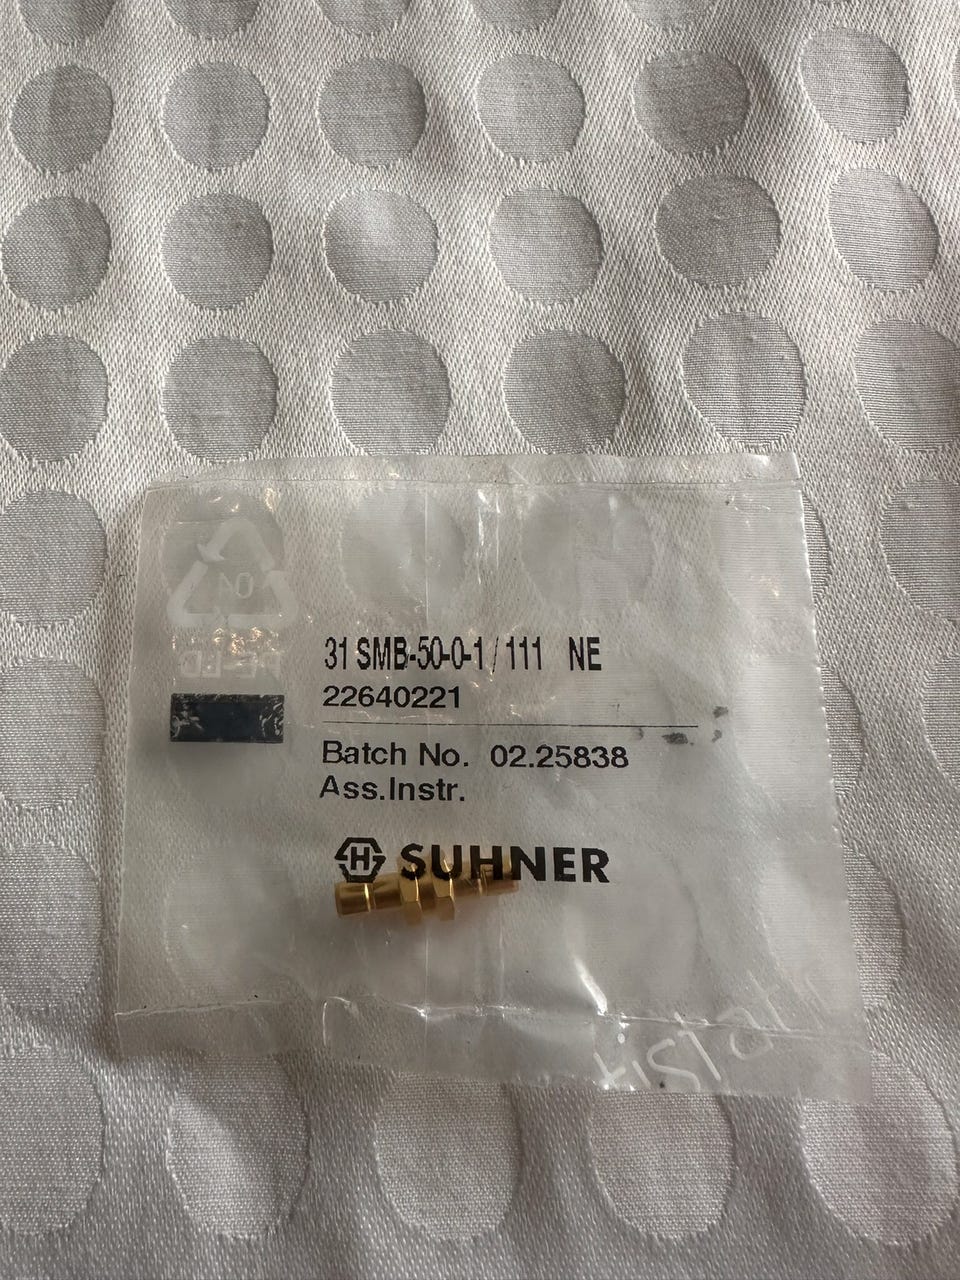 31 SMB-50-0-1 / 111 NE
22640221
Batch No. 02.25838
Ass.Instr.
H SUHNER